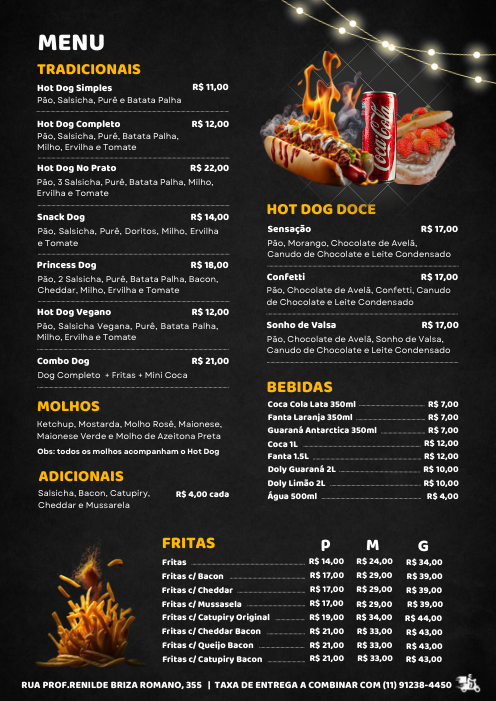 MENU
TRADICIONAIS
Hot Dog Simples R$ 11,00
Pão, Salsicha, Purê e Batata Palha
Hot Dog Completo R$ 12,00
Pão, Salsicha, Purê, Batata Palha,
Milho, Ervilha e Tomate
Hot Dog No Prato R$ 22,00
Pão, 3 Salsicha, Purê, Batata Palha, Milho,
Ervilha e Tomate
Snack Dog R$ 14,00
Pão, Salsicha, Purê, Doritos, Milho, Ervilha
e Tomate
Princess Dog R$ 18,00
Pão, 2 Salsicha, Purê, Batata Palha, Bacon,
Cheddar, Milho, Ervilha e Tomate
Hot Dog Vegano R$ 12,00
Pão, Salsicha Vegana, Purê, Batata Palha,
Milho, Ervilha e Tomate
Combo Dog R$ 21,00
Dog Completo + Fritas + Mini Coca
MOLHOS
Ketchup, Mostarda, Molho Rosê, Maionese,
Maionese Verde e Molho de Azeitona Preta
Obs: todos os molhos acompanham o Hot Dog
ADICIONAIS
Salsicha, Bacon, Catupiry, R$ 4,00 cada
Cheddar e Mussarela
Coca-Cola
HOT DOG DOCE
Sensação R$ 17,00
Pão, Morango, Chocolate de Avelã,
Canudo de Chocolate e Leite Condensado
Confetti R$ 17,00
Pão, Chocolate de Avelã, Confetti, Canudo
de Chocolate e Leite Condensado
Sonho de Valsa R$ 17,00
Pão, Chocolate de Avelã, Sonho de Valsa,
Canudo de Chocolate e Leite Condensado
BEBIDAS
Coca Cola Lata 350ml R$ 7,00
Fanta Laranja 350ml R$ 7,00
Guaraná Antarctica 350ml R$ 7,00
Coca 1L R$ 12,00
Fanta 1.5L R$ 12,00
Doly Guaraná 2L R$ 10,00
Doly Limão 2L R$ 10,00
Água 500ml R$ 4,00
FRITAS P M G
Fritas R$ 14,00 R$ 24,00 R$ 34,00
Fritas c/ Bacon R$ 17,00 R$ 29,00 R$ 39,00
Fritas c/ Cheddar R$ 17,00 R$ 29,00 R$ 39,00
Fritas c/ Mussasela R$ 17,00 R$ 29,00 R$ 39,00
Fritas c/ Catupiry Original R$ 19,00 R$ 34,00 R$ 44,00
Fritas c/ Cheddar Bacon R$ 21,00 R$ 33,00 R$ 43,00
Fritas c/ Queijo Bacon R$ 21,00 R$ 33,00 R$ 43,00
Fritas c/ Catupiry Bacon R$ 21,00 R$ 33,00 R$ 43,00
RUA PROF.RENILDE BRIZA ROMANO, 355 | TAXA DE ENTREGA A COMBINAR COM (11) 91238-4450